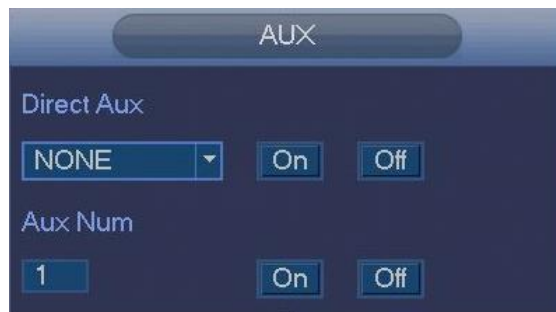 AUX
Direct Aux
NONE On Off
Aux Num
1 On Off